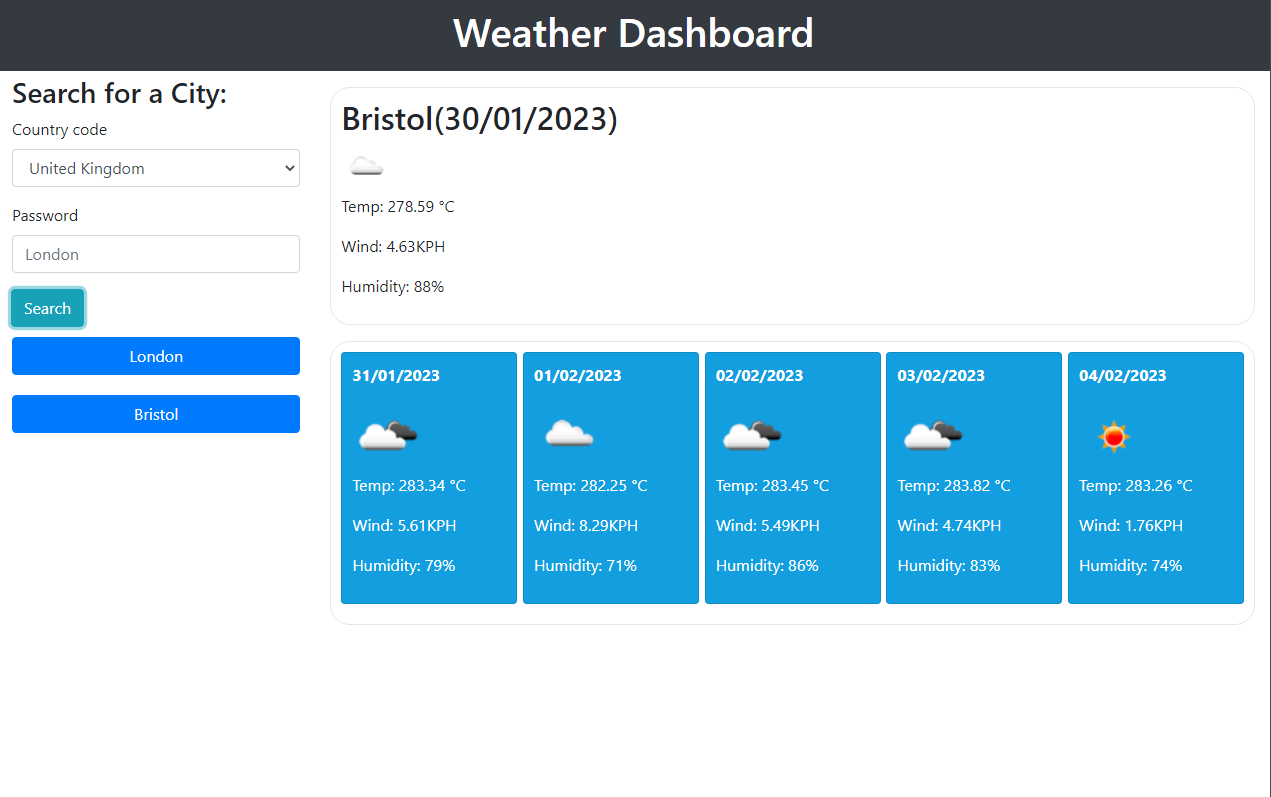 Weather Dashboard
Search for a City:
Country code
United Kingdom
Password
London
Search
London
Bristol
Bristol(30/01/2023)
Temp: 278.59 °C
Wind: 4.63KPH
Humidity: 88%
31/01/2023
Temp: 283.34 °C
Wind: 5.61KPH
Humidity: 79%
01/02/2023
Temp: 282.25 °C
Wind: 8.29KPH
Humidity: 71%
02/02/2023
Temp: 283.45 °C
Wind: 5.49KPH
Humidity: 86%
03/02/2023
Temp: 283.82 °C
Wind: 4.74KPH
Humidity: 83%
04/02/2023
Temp: 283.26 °C
Wind: 1.76KPH
Humidity: 74%